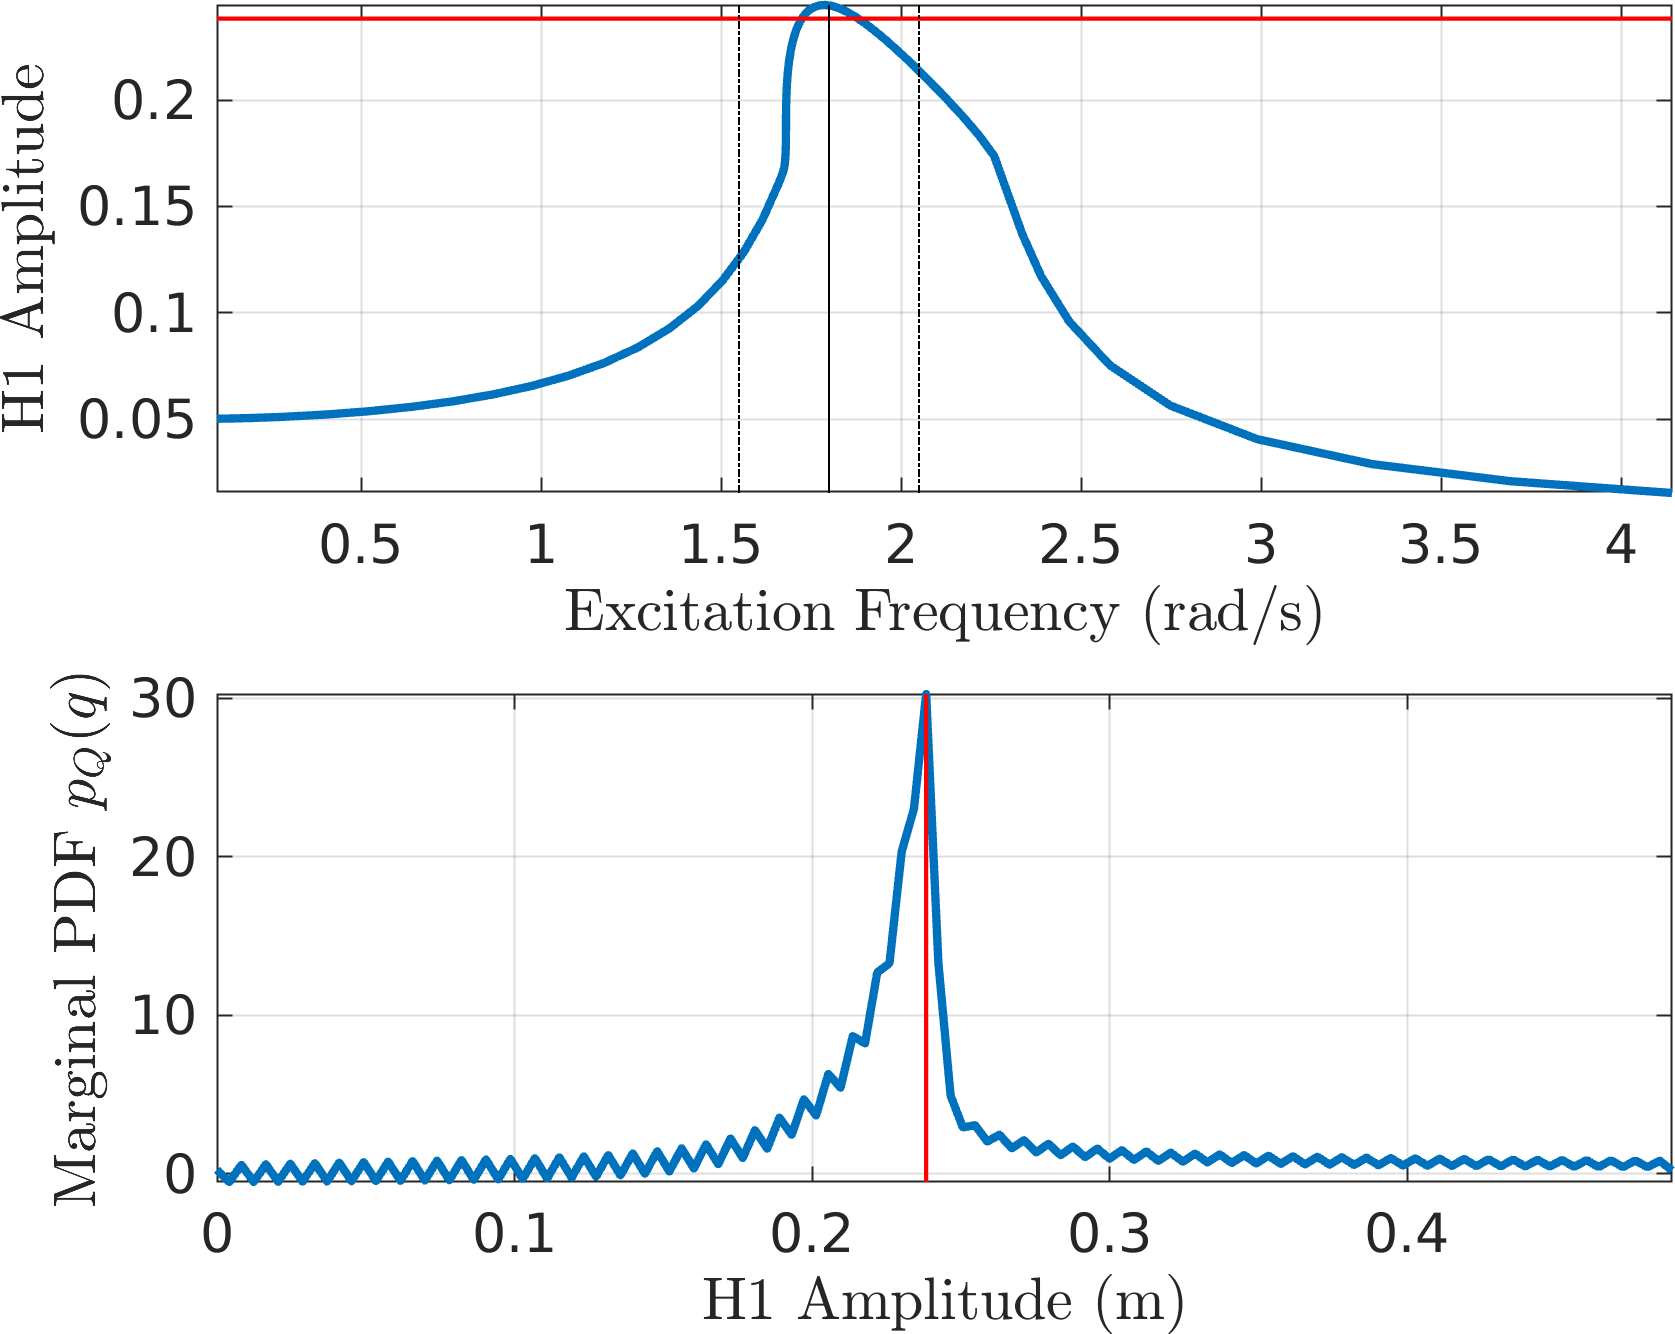 H1 Amplitude
0.2
0.15
0.1
0.05
0.5 1 1.5 2 2.5 3 3.5 4
Excitation Frequency (rad/s)
Marginal PDF p_Q(q)
30
20
10
0
0 0.1 0.2 0.3 0.4
H1 Amplitude (m)